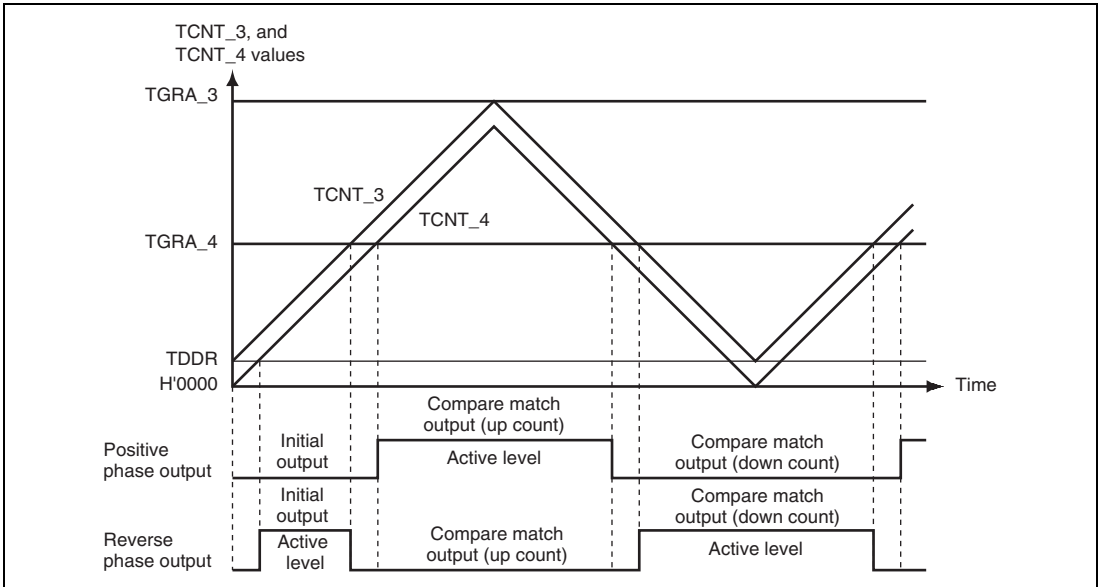 TCNT_3, and
TCNT_4 values
TGRA_3
TCNT_3
TCNT_4
TGRA_4
TDDR
H'0000
Time
Compare match
output (up count)
Positive
phase output
Initial
output
Active level
Compare match
output (down count)
Initial
output
Compare match
output (down count)
Reverse
phase output
Active
level
Compare match
output (up count)
Active level